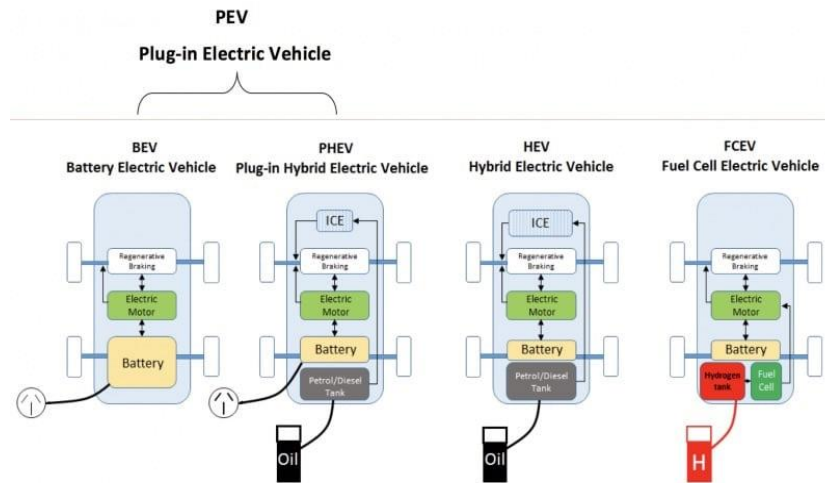 PEV
Plug-in Electric Vehicle
BEV
Battery Electric Vehicle
PHEV
Plug-in Hybrid Electric Vehicle
HEV
Hybrid Electric Vehicle
FCEV
Fuel Cell Electric Vehicle
Regenerative
Braking
Electric
Motor
Battery
ICE
Regenerative
Braking
Electric
Motor
Battery
Petrol/Diesel
Tank
Oil
ICE
Regenerative
Braking
Electric
Motor
Battery
Petrol/Diesel
Tank
Oil
Regenerative
Braking
Electric
Motor
Battery
Hydrogen
tank
Fuel
Cell
H